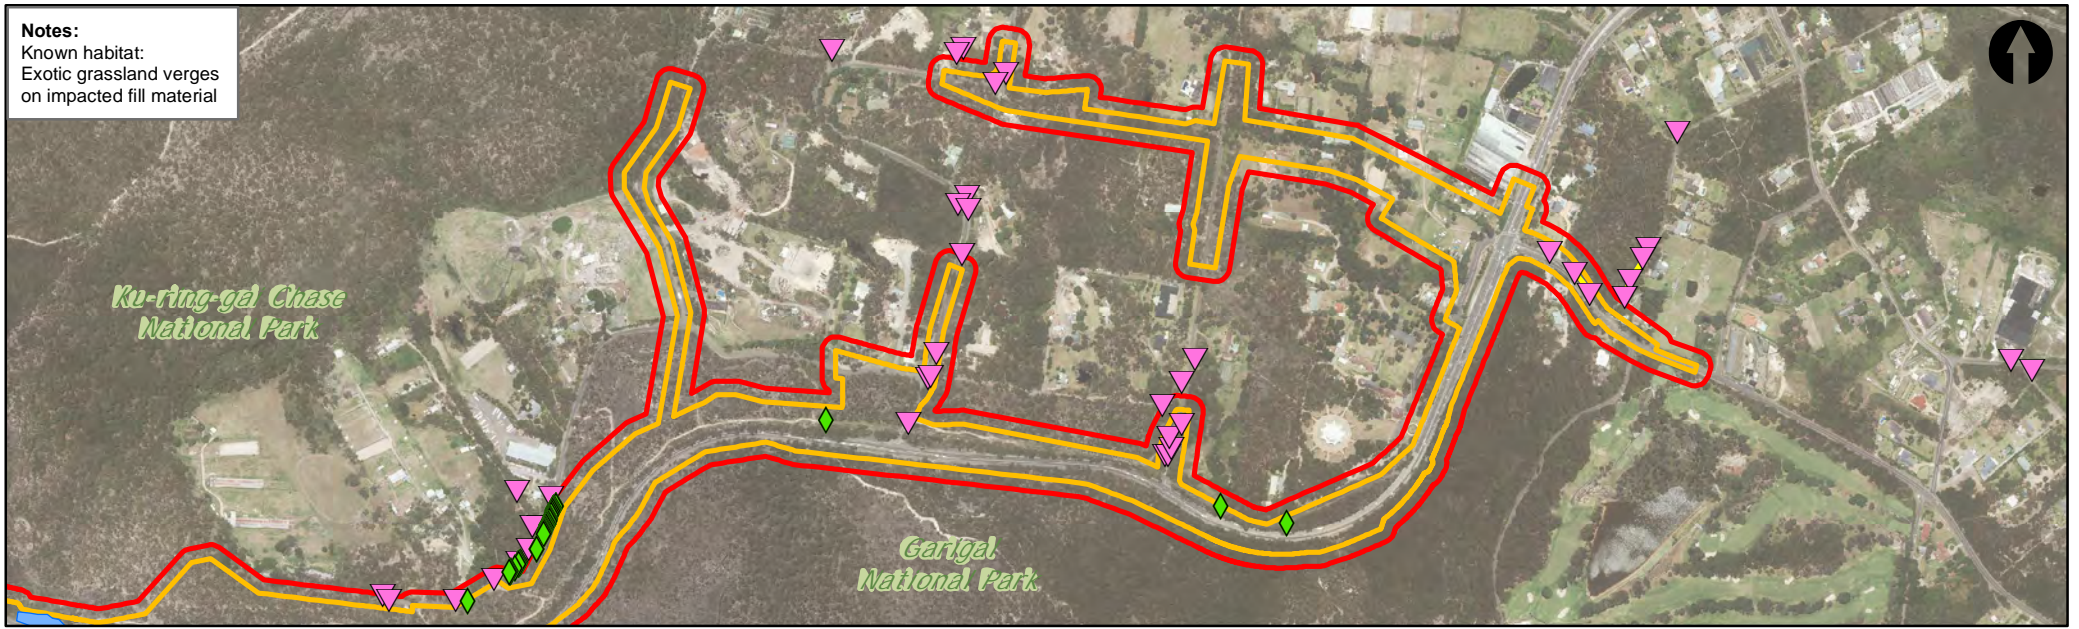 Notes:
Known habitat:
Exotic grassland verges
on impacted fill material
Ku-ring-gai Chase
National Park
Garigal
National Park